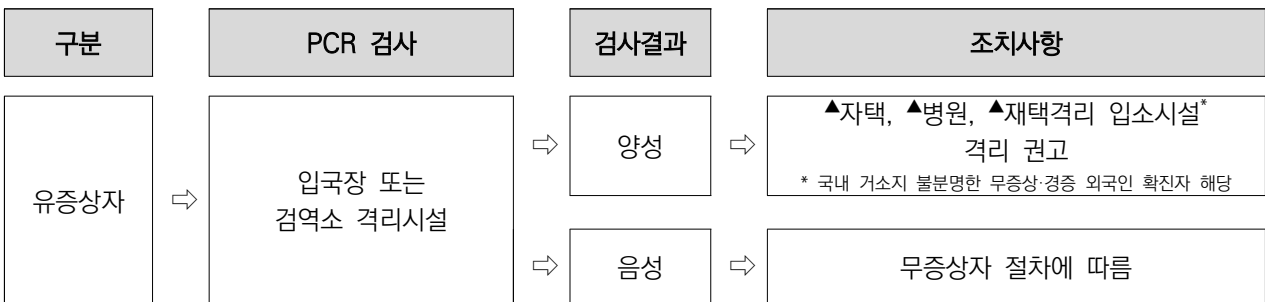 구분
PCR 검사
검사결과
조치사항
유증상자
⇨
입국장 또는
검역소 격리시설
⇨
양성
⇨
▲자택, ▲병원, ▲재택격리 입소시설*
격리 권고
* 국내 거소지 불분명한 무증상·경증 외국인 확진자 해당
⇨
음성
⇨
무증상자 절차에 따름